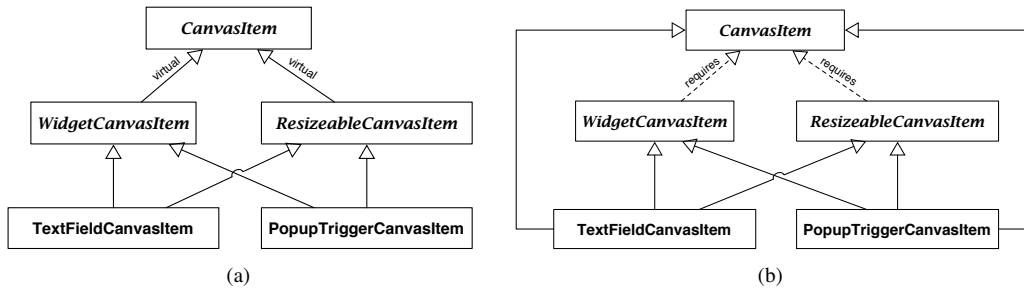 CanvasItem
virtual
virtual
WidgetCanvasItem
ResizeableCanvasItem
TextFieldCanvasItem
PopupTriggerCanvasItem
(a)
CanvasItem
requires
requires
WidgetCanvasItem
ResizeableCanvasItem
TextFieldCanvasItem
PopupTriggerCanvasItem
(b)